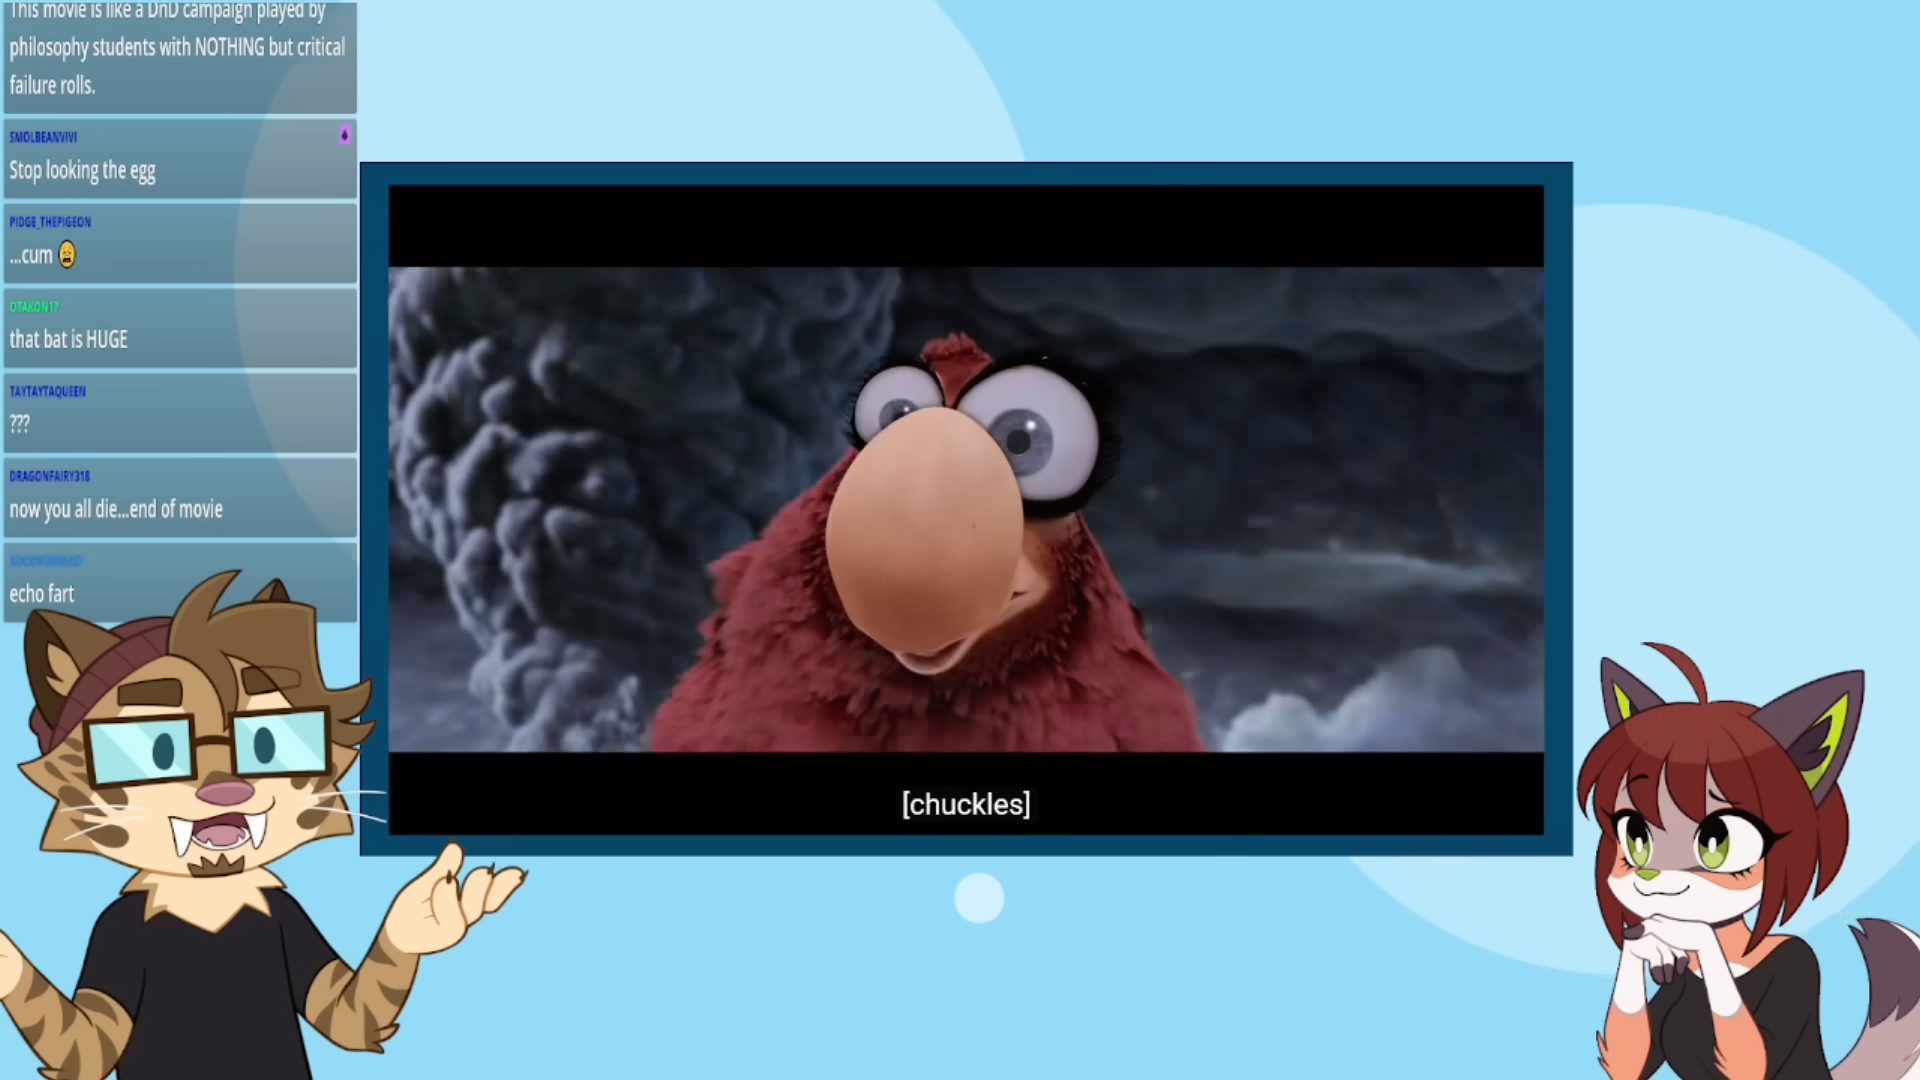 This movie is like a DnD campaign played by
philosophy students with NOTHING but critical
failure rolls.
SMOLBEANVIVI
Stop looking the egg
PIDGE_THEPIGEON
...cum
OTAKON17
that bat is HUGE
TAYTAYTAQUEEN
???
DRAGONFAIRY318
now you all die...end of movie
echo fart
[chuckles]